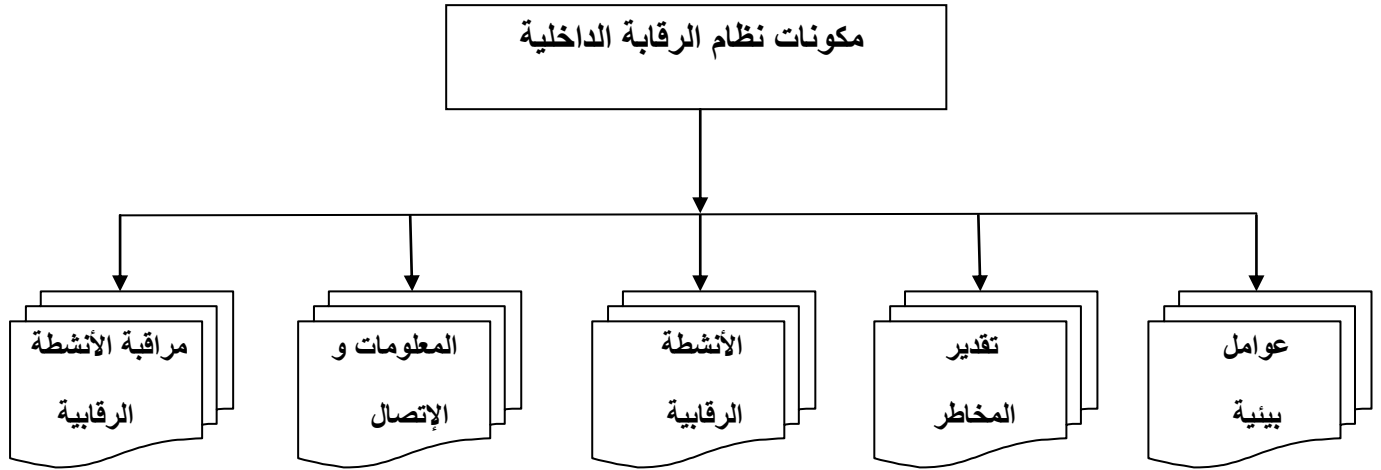 مكونات نظام الرقابة الداخلية
عوامل
بيئية
تقدير
المخاطر
الأنشطة
الرقابية
المعلومات و
الإتصال
مراقبة الأنشطة
الرقابية